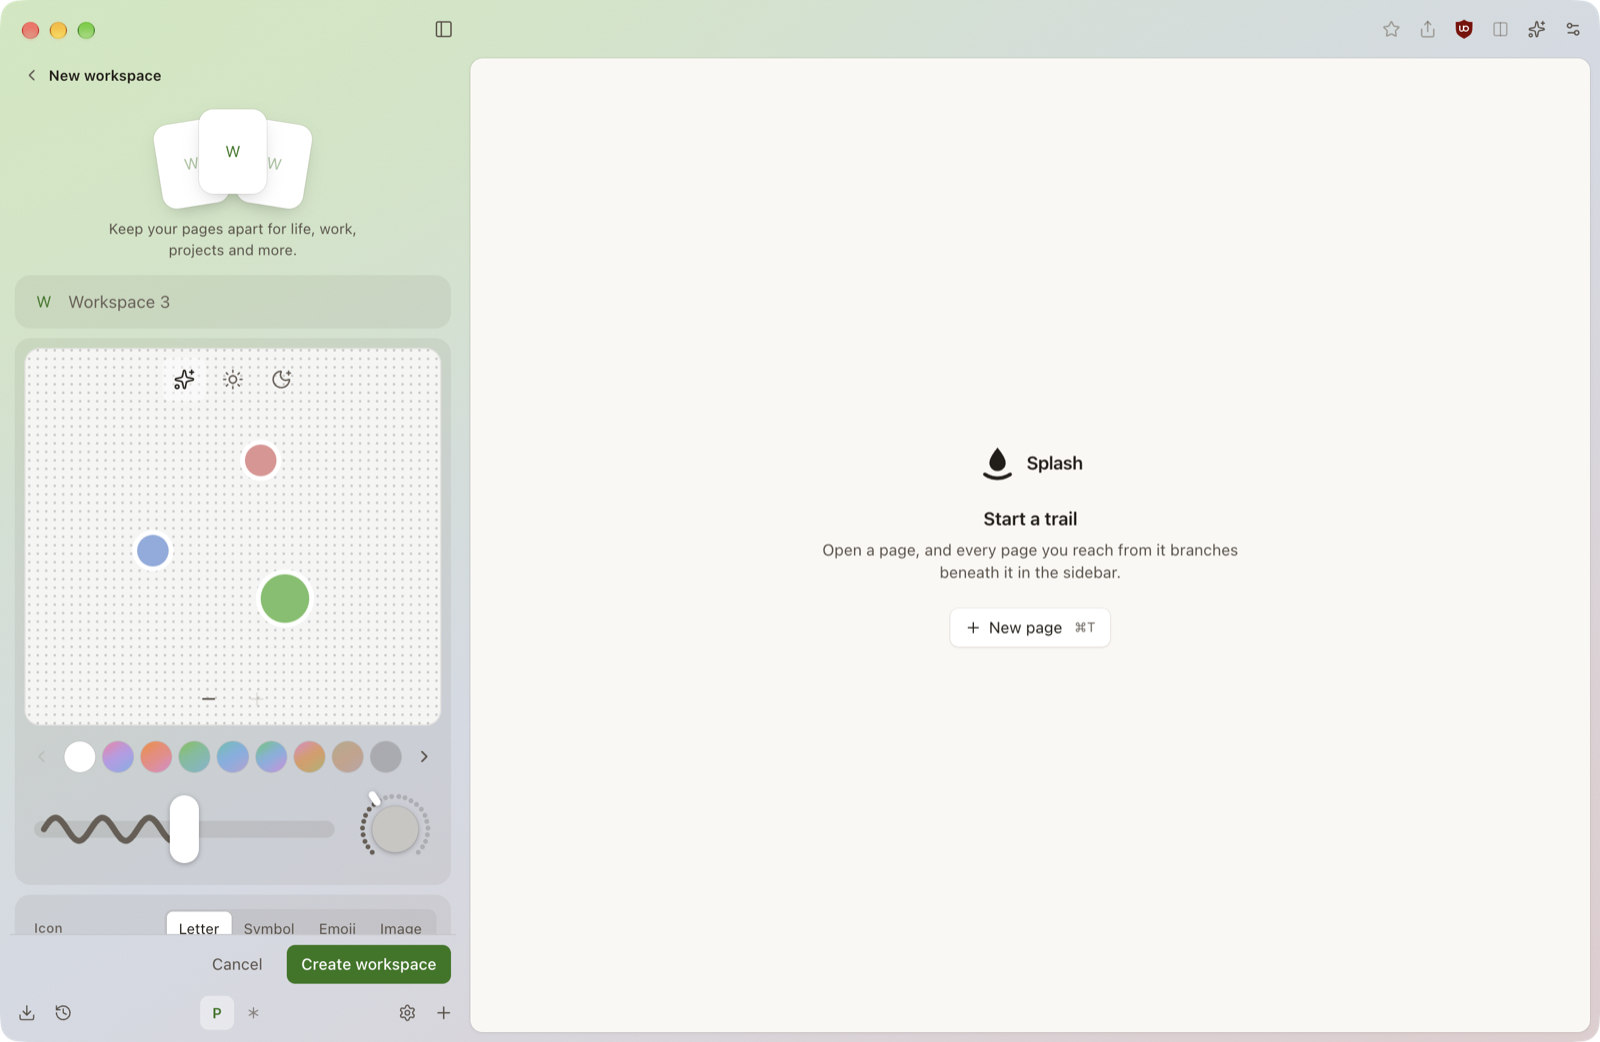 New workspace
W
W
W
Keep your pages apart for life, work,
projects and more.
W Workspace 3
Icon
Letter
Symbol
Emoji
Image
Cancel
Create workspace
P
Splash
Start a trail
Open a page, and every page you reach from it branches
beneath it in the sidebar.
New page ⌘T